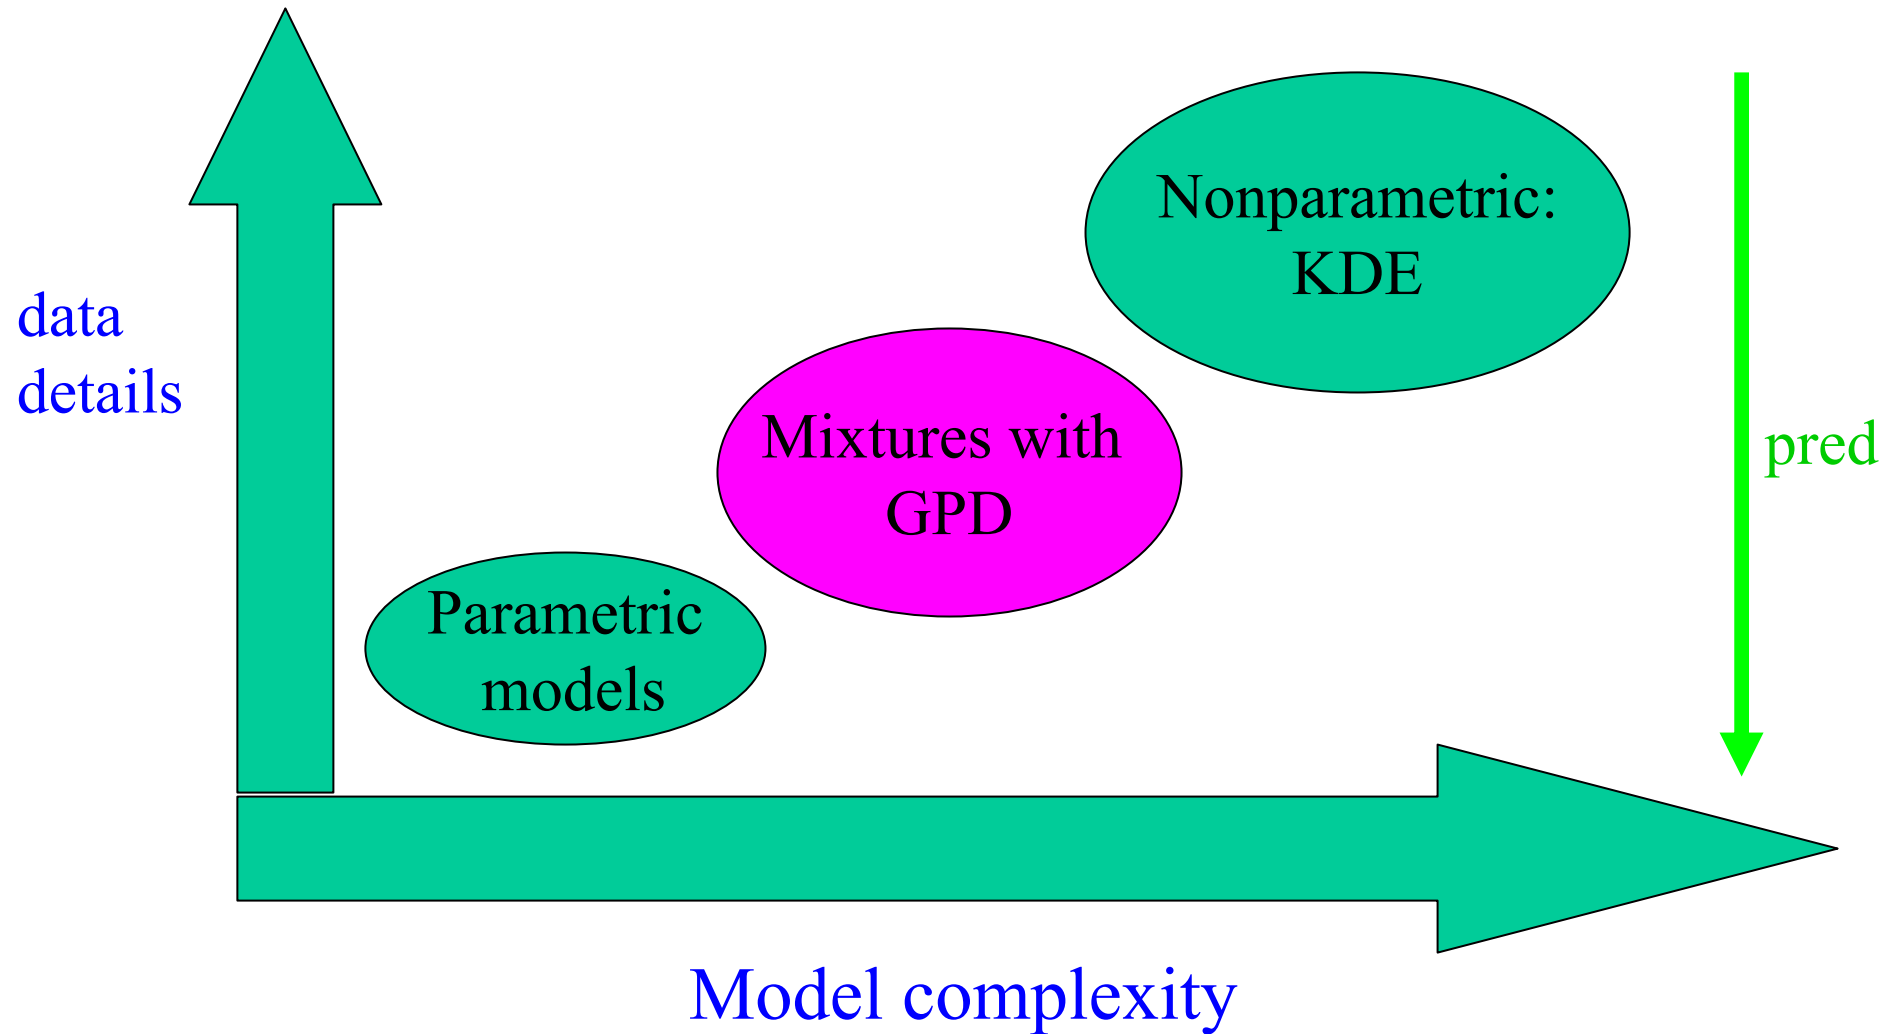 data
details
Nonparametric:
KDE
Mixtures with
GPD
Parametric
models
pred
Model complexity